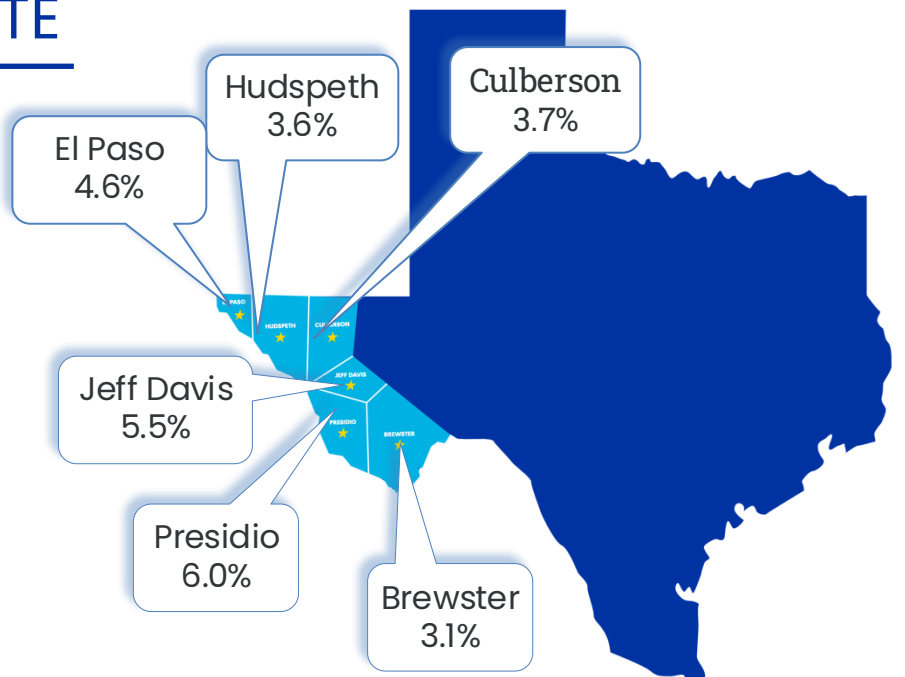 TE
Hudspeth
3.6%
Culberson
3.7%
El Paso
4.6%
PASO
HUDSPETH
JEFF DAVIS
Jeff Davis
5.5%
PRESIDIO
BREWSTER
Presidio
6.0%
Brewster
3.1%